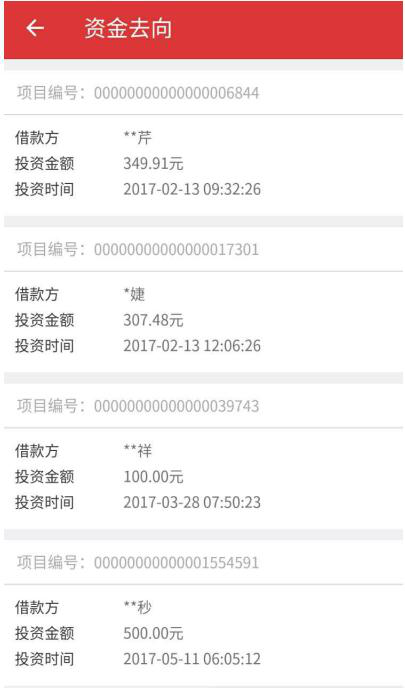 资金去向
项目编号：00000000000000006844
借款方 **芹
投资金额 349.91元
投资时间 2017-02-13 09:32:26
项目编号：00000000000000017301
借款方 *婕
投资金额 307.48元
投资时间 2017-02-13 12:06:26
项目编号：00000000000000039743
借款方 **祥
投资金额 100.00元
投资时间 2017-03-28 07:50:23
项目编号：00000000000001554591
借款方 **秒
投资金额 500.00元
投资时间 2017-05-11 06:05:12